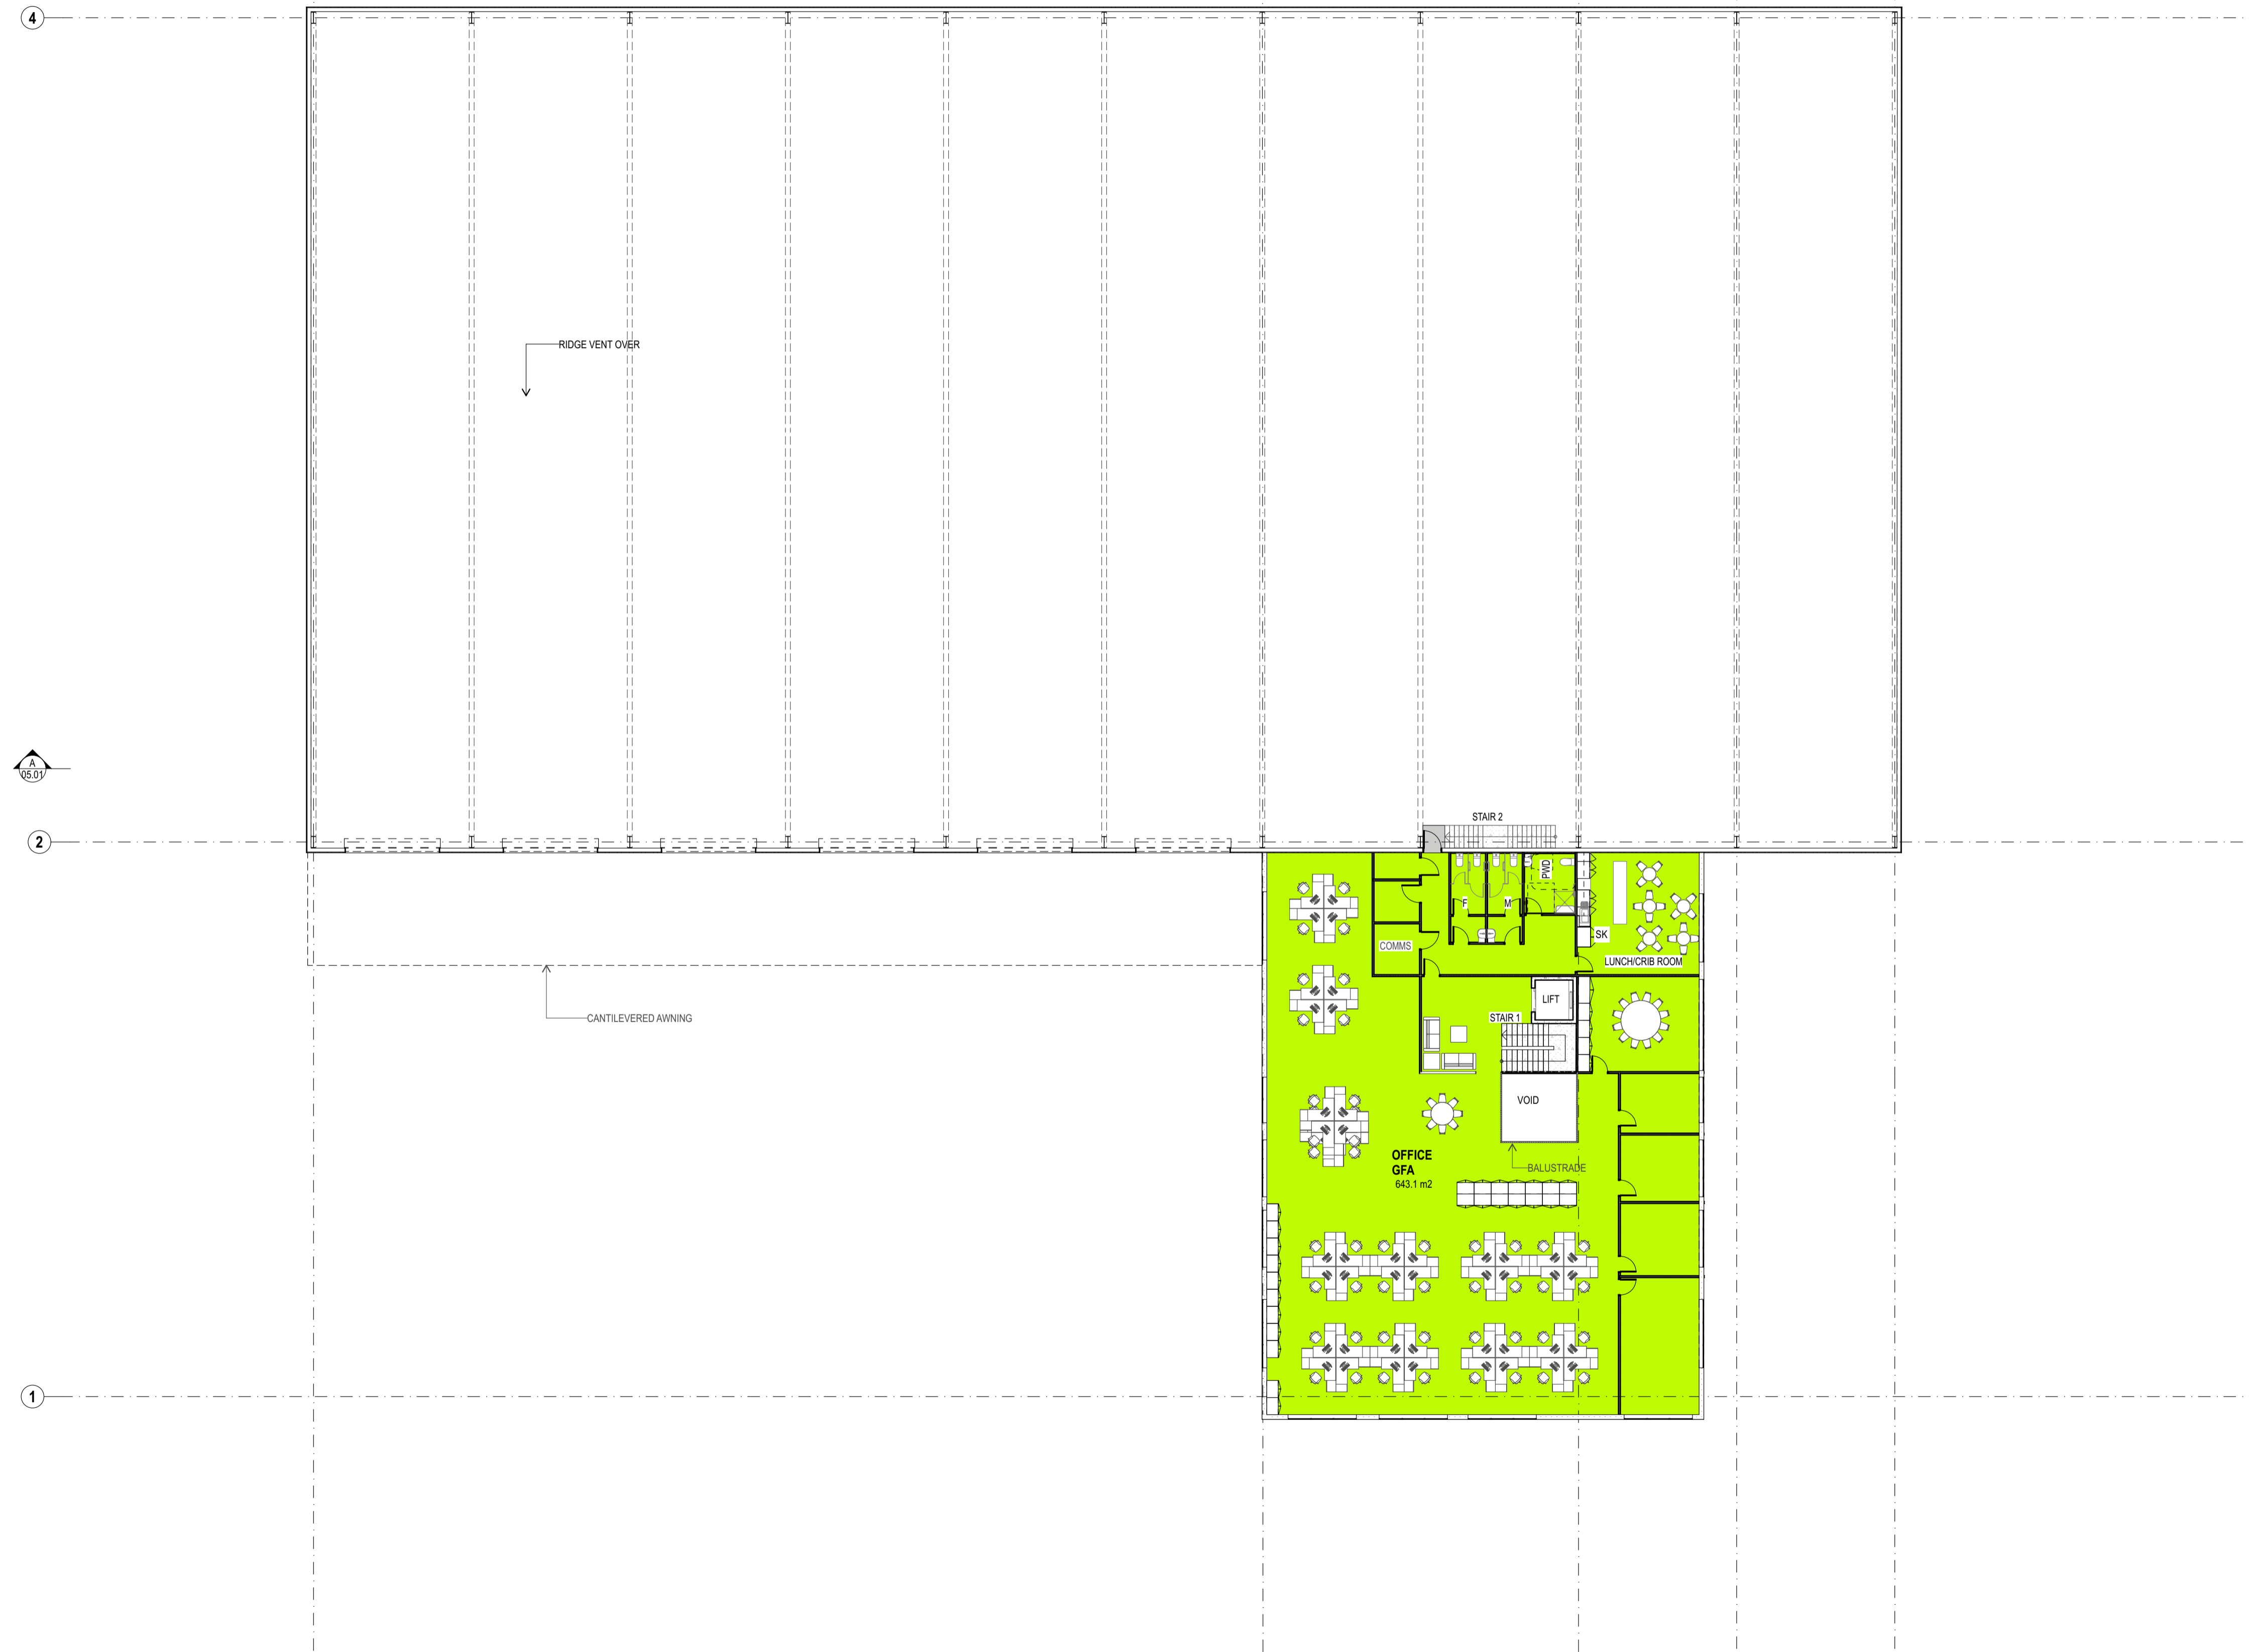 4
RIDGE VENT OVER
A
05.01
2
STAIR 2
PWD
F
M
SK
COMMS
LUNCH/CRIB ROOM
LIFT
STAIR 1
CANTILEVERED AWNING
VOID
OFFICE
GFA
643.1 m2
BALUSTRADE
1